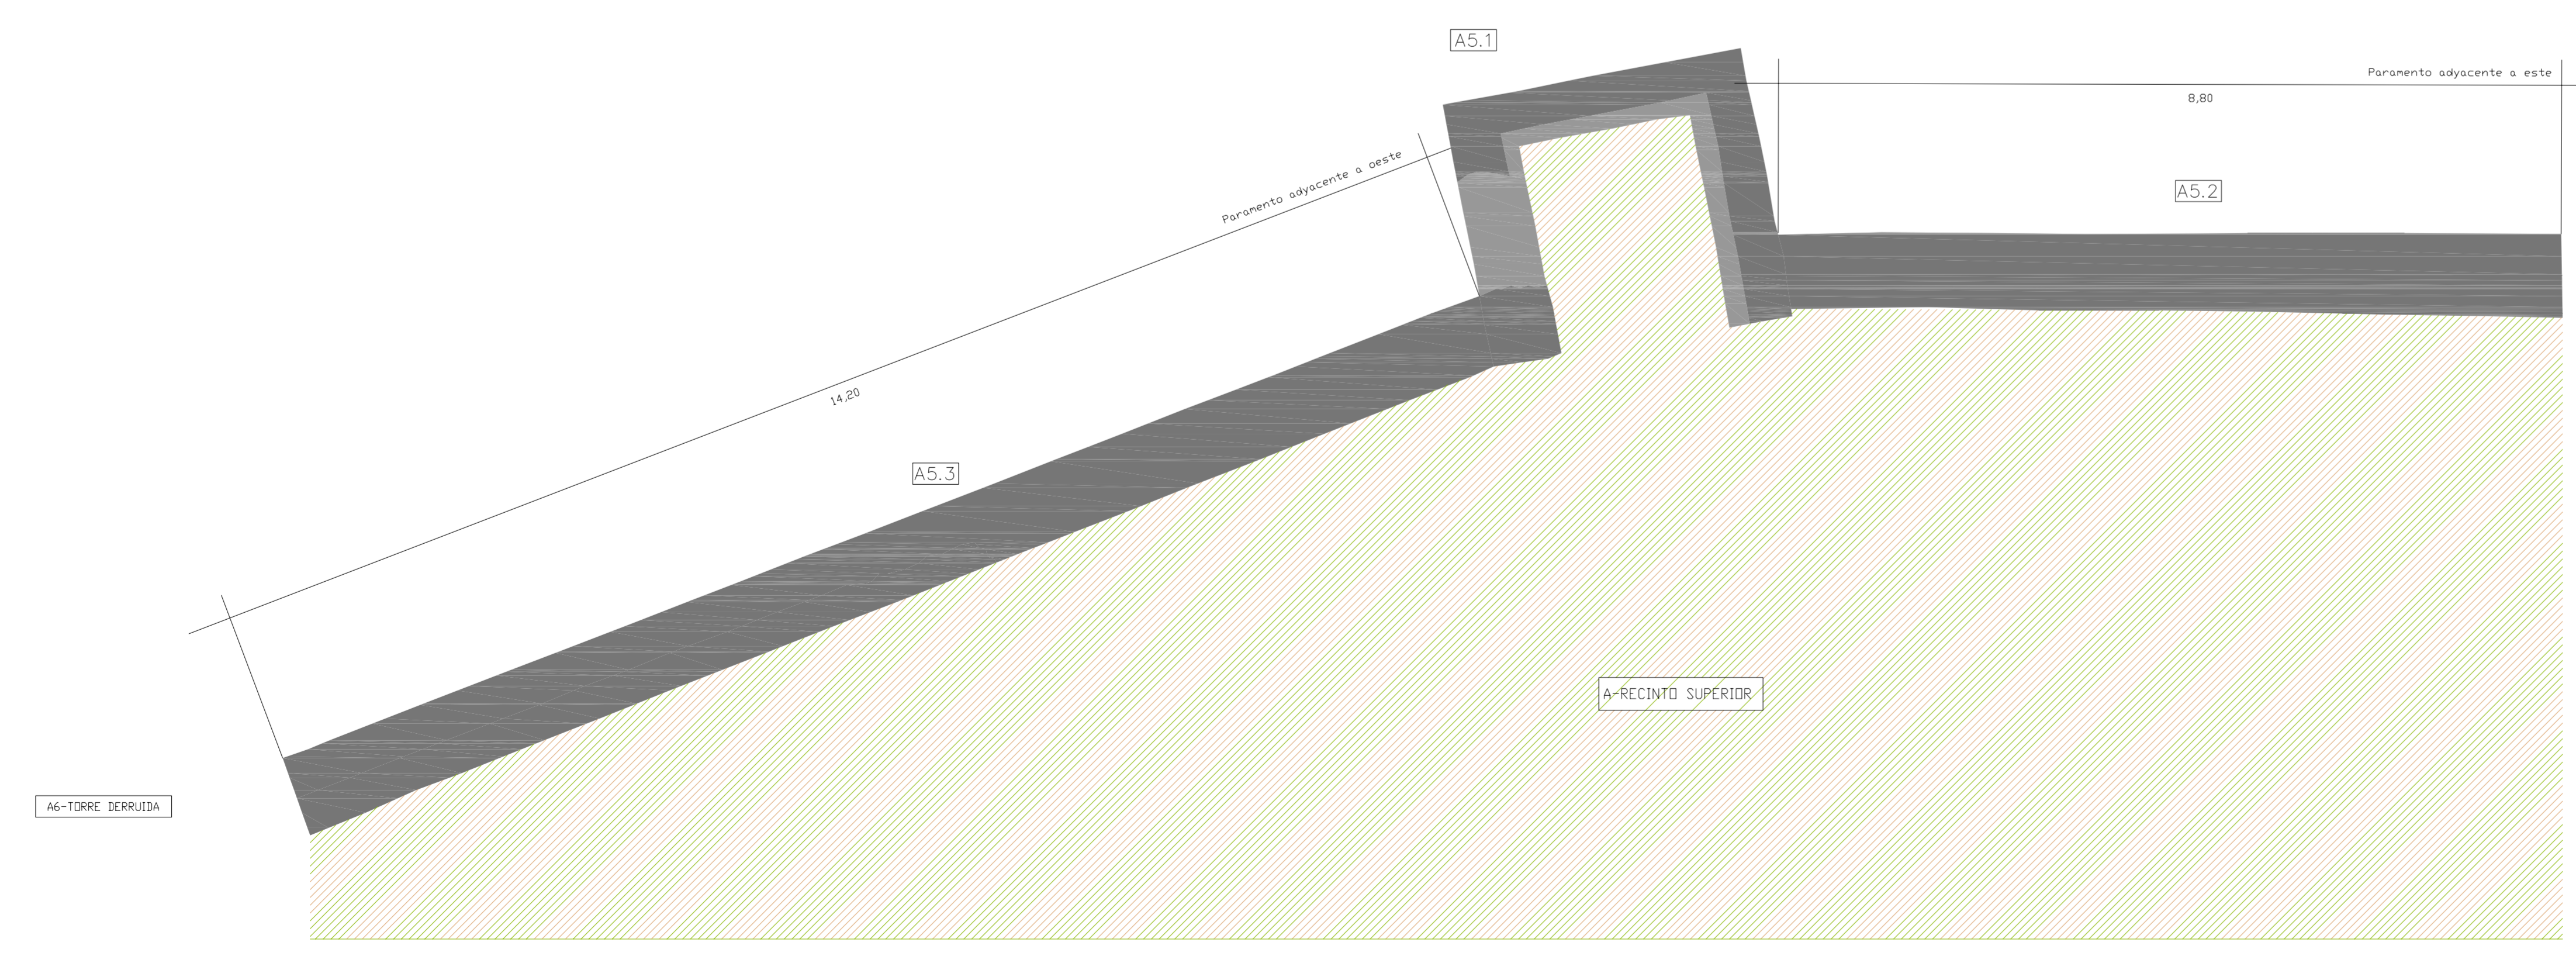 A5.1
Paramento adyacente a este
8,80
Paramento adyacente a oeste
A5.2
14,20
A5.3
A-RECINTO SUPERIOR
A6-TORRE DERRUIDA